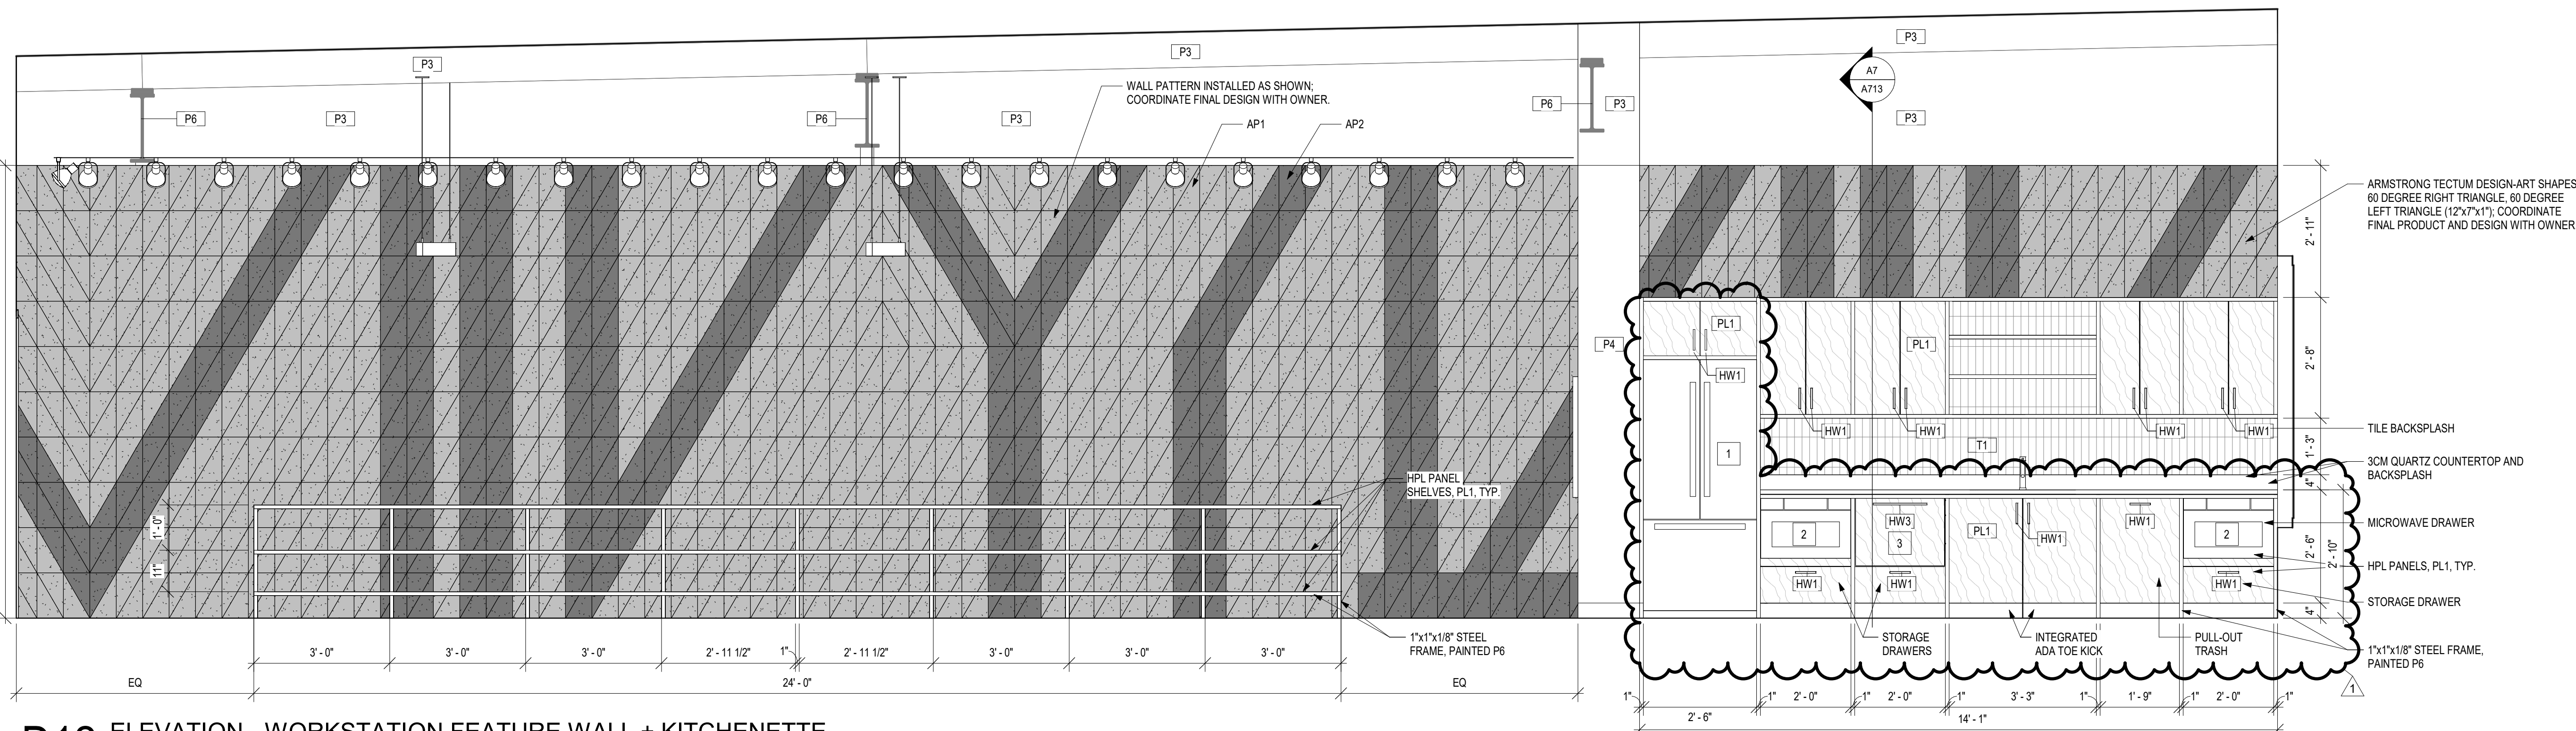 P3
P3
P3
A7
A713
WALL PATTERN INSTALLED AS SHOWN;
COORDINATE FINAL DESIGN WITH OWNER.
P6
P3
P6
P3
P6
P3
P3
AP1
AP2
ARMSTRONG TECTUM DESIGN-ART SHAPES
60 DEGREE RIGHT TRIANGLE, 60 DEGREE
LEFT TRIANGLE (12"x7"x1"); COORDINATE
FINAL PRODUCT AND DESIGN WITH OWNER
2' - 11"
PL1
P4
PL1
2' - 8"
HW1
HW1
HW1
HW1
HW1
TILE BACKSPLASH
T1
1' - 3"
1
3CM QUARTZ COUNTERTOP AND
BACKSPLASH
4"
HPL PANEL
SHELVES, PL1, TYP.
1' - 0"
11"
HW3
HW1
MICROWAVE DRAWER
2
3
PL1
HW1
2
2' - 6"
2' - 10"
HPL PANELS, PL1, TYP.
HW1
HW1
HW1
STORAGE DRAWER
4"
1"x1"x1/8" STEEL
FRAME, PAINTED P6
STORAGE
DRAWERS
INTEGRATED
ADA TOE KICK
PULL-OUT
TRASH
1"x1"x1/8" STEEL FRAME,
PAINTED P6
3' - 0"
3' - 0"
3' - 0"
2' - 11 1/2"
1"
2' - 11 1/2"
3' - 0"
3' - 0"
3' - 0"
EQ
24' - 0"
EQ
1
1"
2' - 6"
1"
2' - 0"
1"
2' - 0"
1"
3' - 3"
1"
1' - 9"
1"
2' - 0"
1"
14' - 1"
ELEVATION - WORKSTATION FEATURE WALL + KITCHENETTE